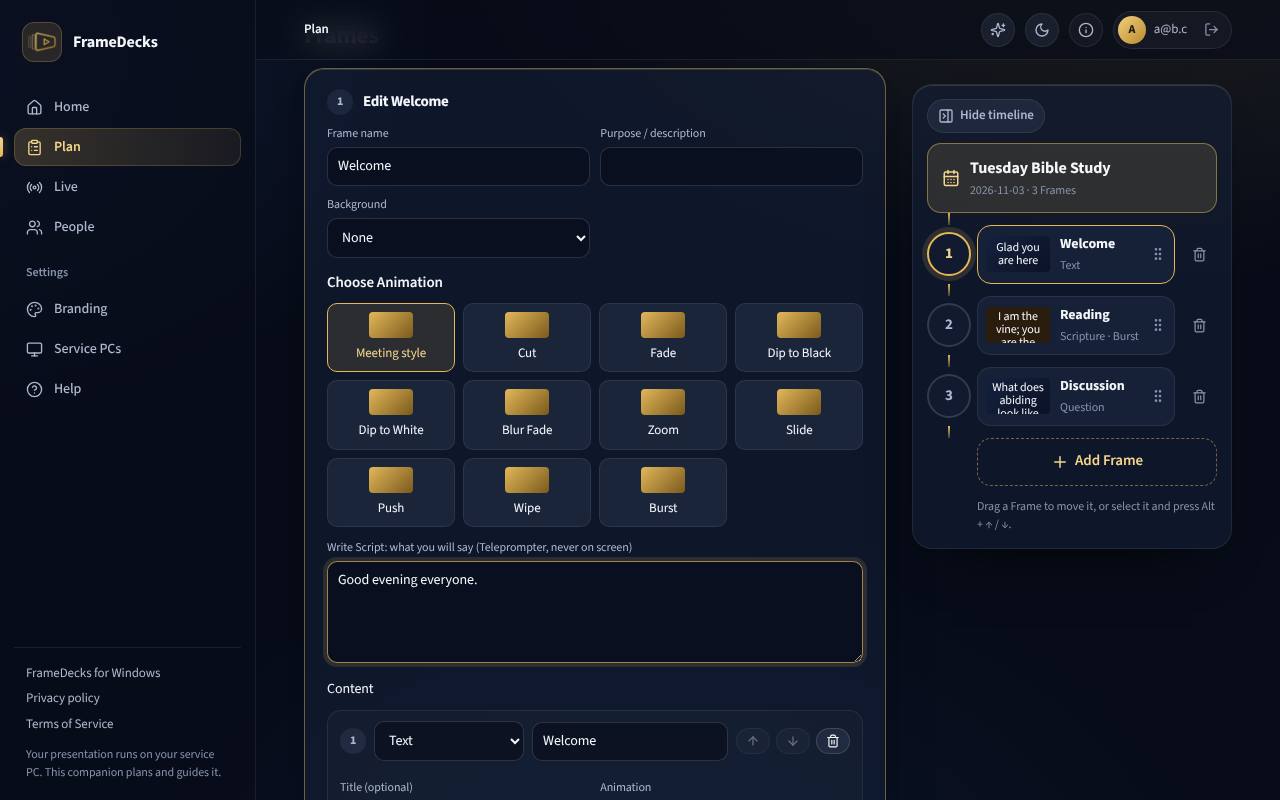 FrameDecks
Home
Plan
Live
People
Settings
Branding
Service PCs
Help
FrameDecks for Windows
Privacy policy
Terms of Service
Your presentation runs on your service
PC. This companion plans and guides it.
Plan
Frames
A
a@b.c
1
Edit Welcome
Frame name
Purpose / description
Welcome
Background
None
Choose Animation
Meeting style
Cut
Fade
Dip to Black
Dip to White
Blur Fade
Zoom
Slide
Push
Wipe
Burst
Write Script: what you will say (Teleprompter, never on screen)
Good evening everyone.
Content
1
Text
Welcome
Title (optional)
Animation
Hide timeline
Tuesday Bible Study
2026-11-03 · 3 Frames
1
Glad you
are here
Welcome
Text
2
I am the
vine; you
are the
Reading
Scripture · Burst
3
What does
abiding
look like
Discussion
Question
+ Add Frame
Drag a Frame to move it, or select it and press Alt
+ ↑ / ↓.